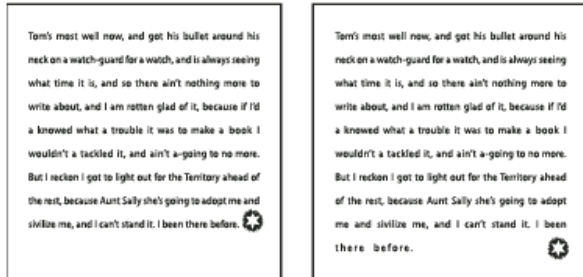 Tom's most well now, and got his bullet around his
neck on a watch-guard for a watch, and is always seeing
what time it is, and so there ain't nothing more to
write about, and I am rotten glad of it, because if I'd
a knowed what a trouble it was to make a book I
wouldn't a tackled it, and ain't a-going to no more.
But I reckon I got to light out for the Territory ahead of
the rest, because Aunt Sally she's going to adopt me and
sivilize me, and I can't stand it. I been there before.
Tom's most well now, and got his bullet around his
neck on a watch-guard for a watch, and is always seeing
what time it is, and so there ain't nothing more to
write about, and I am rotten glad of it, because if I'd
a knowed what a trouble it was to make a book I
wouldn't a tackled it, and ain't a-going to no more.
But I reckon I got to light out for the Territory ahead
of the rest, because Aunt Sally she's going to adopt
me and sivilize me, and I can't stand it. I been
there before.